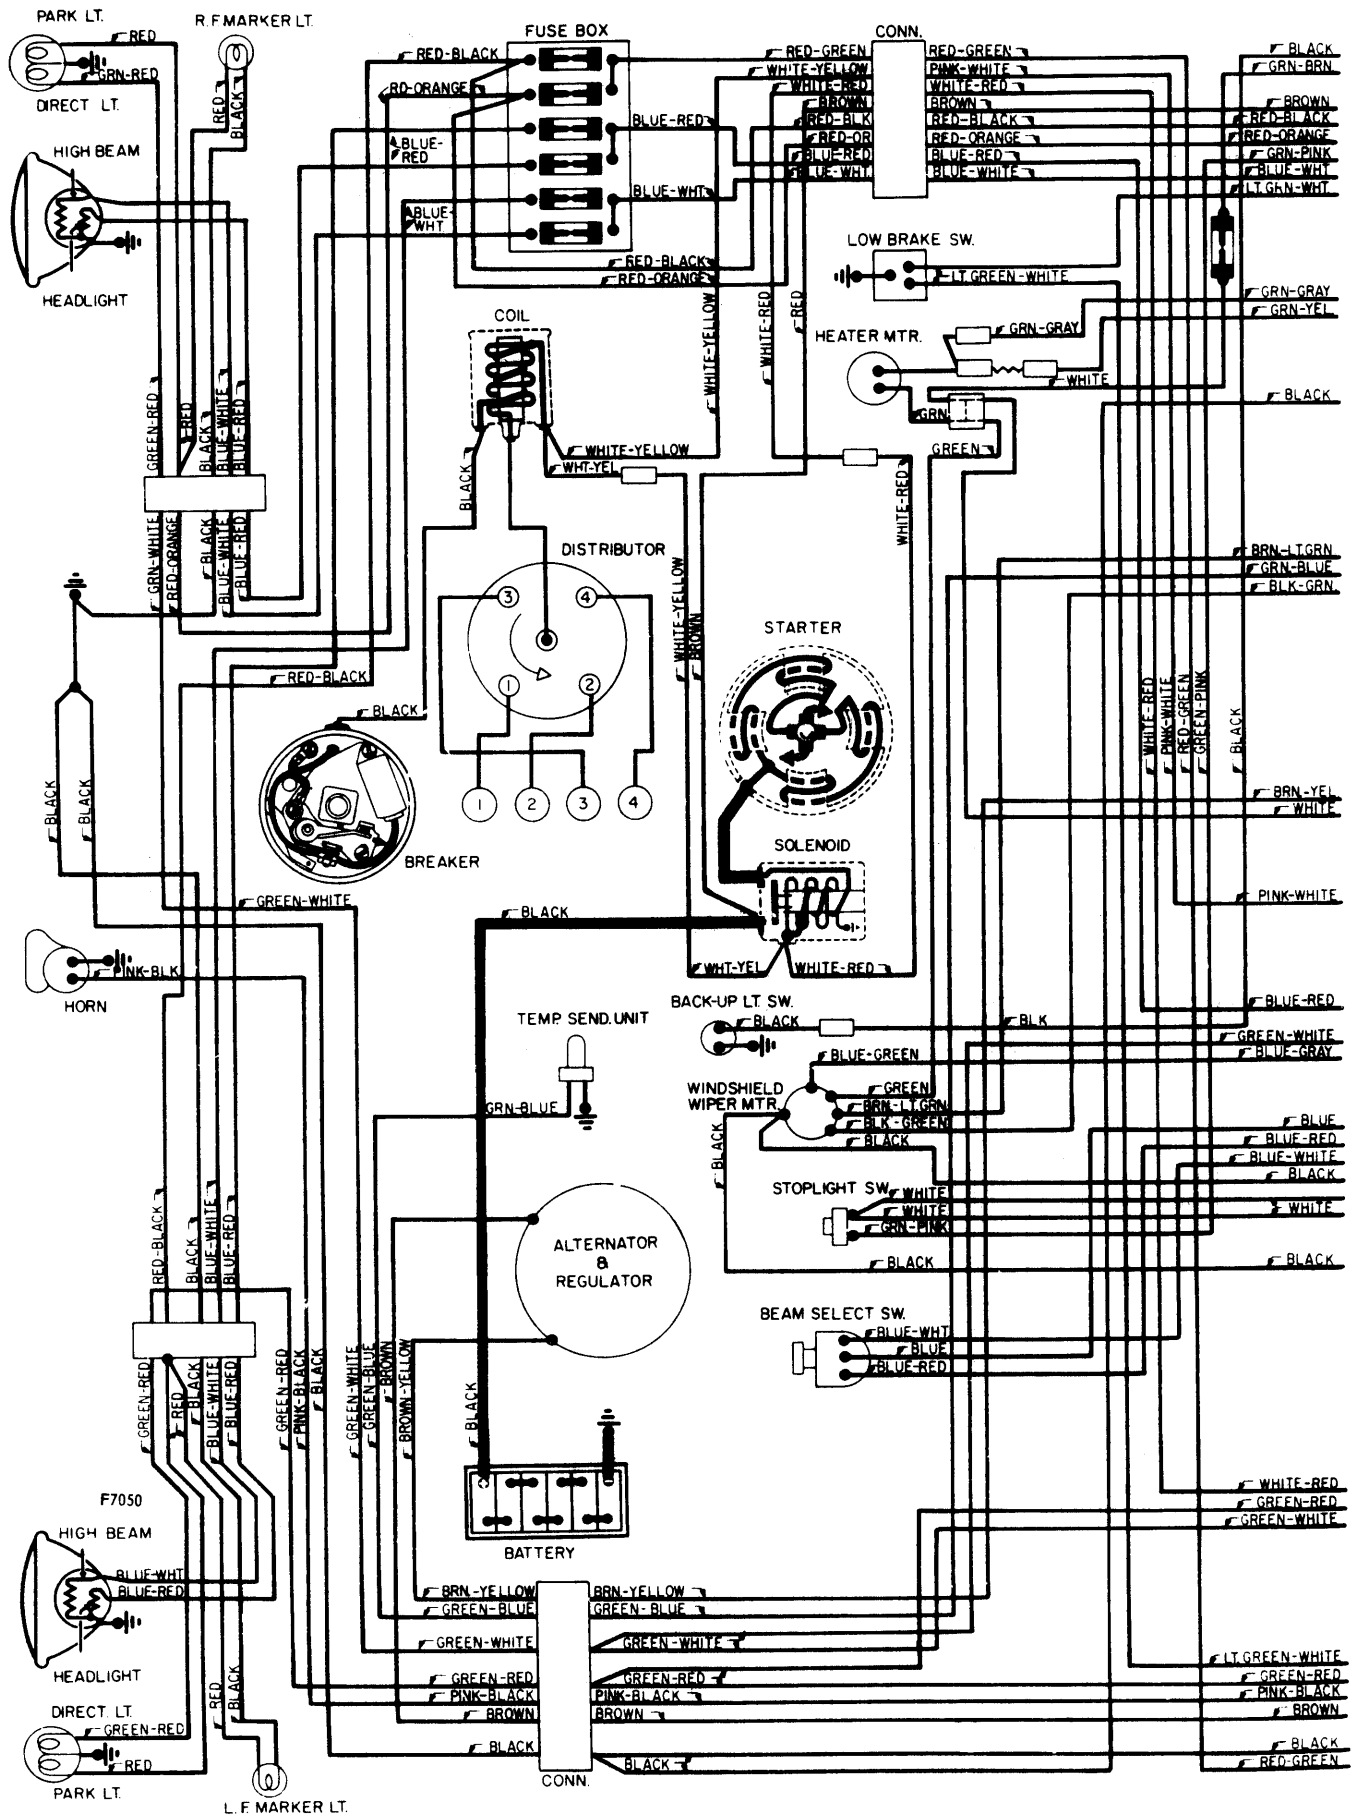 PARK LT.
RED
R.F.MARKER LT.
FUSE BOX
CONN.
GRN-RED
DIRECT LT.
RED
BLACK
RED-BLACK
RD-ORANGE
BLUE-RED
BLUE-RED
BLUE-WHT
BLUE-WHT
RED-BLACK
RED-ORANGE
RED-GREEN
WHITE-YELLOW
WHITE-RED
BROWN
RED-BLK
RED-OR
BLUE-RED
BLUE-WHT
RED-GREEN
PINK-WHITE
WHITE-RED
BROWN
RED-BLACK
RED-ORANGE
BLUE-RED
BLUE-WHITE
BLACK
GRN-BRN
BROWN
RED-BLACK
RED-ORANGE
GRN-PINK
BLUE-WHT
LT.GRN-WHT
HIGH BEAM
HEADLIGHT
LOW BRAKE SW.
LT.GREEN-WHITE
GRN-GRAY
GRN-YEL
COIL
WHITE-YELLOW
WHITE-RED
RED
HEATER MTR.
GRN-GRAY
WHITE
GRN
GREEN
BLACK
GREEN-RED
RED
BLACK
BLUE-WHITE
BLUE-RED
BLACK
WHITE-YELLOW
WHT-YEL
WHITE-RED
GRN-WHITE
RED-ORANGE
BLACK
BLUE-WHITE
BLUE-RED
DISTRIBUTOR
3
4
1
2
WHITE-YELLOW
BROWN
BRN-LT.GRN
GRN-BLUE
BLK-GRN.
STARTER
RED-BLACK
BLACK
WHITE-RED
PINK-WHITE
RED-GREEN
GREEN-PINK
BLACK
BLACK
BLACK
1
2
3
4
BRN-YEL
WHITE
BREAKER
SOLENOID
GREEN-WHITE
BLACK
PINK-WHITE
PINK-BLK
HORN
WHT-YEL
WHITE-RED
BACK-UP LT. SW.
BLACK
BLK
BLUE-RED
TEMP. SEND.UNIT
GREEN-WHITE
BLUE-GRAY
BLUE-GREEN
WINDSHIELD
WIPER MTR.
GREEN
BRN-LT.GRN
BLK-GREEN
BLACK
GRN-BLUE
BLACK
BLUE
BLUE-RED
BLUE-WHITE
BLACK
STOPLIGHT SW.
WHITE
WHITE
GRN-PINK
WHITE
RED-BLACK
BLACK
BLUE-WHITE
BLUE-RED
ALTERNATOR
&
REGULATOR
BLACK
BLACK
BEAM SELECT SW.
BLUE-WHT
BLUE
BLUE-RED
GREEN-RED
RED
BLACK
BLUE-WHITE
BLUE-RED
GREEN-RED
PINK-BLACK
BLACK
GREEN-WHITE
GREEN-BLUE
BROWN
BROWN-YELLOW
BLACK
WHITE-RED
GREEN-RED
GREEN-WHITE
F7050
HIGH BEAM
BLUE-WHT
BLUE-RED
HEADLIGHT
BATTERY
BRN-YELLOW
GREEN-BLUE
GREEN-WHITE
GREEN-RED
PINK-BLACK
BROWN
BLACK
BRN-YELLOW
GREEN-BLUE
GREEN-WHITE
GREEN-RED
PINK-BLACK
BROWN
BLACK
CONN.
LT.GREEN-WHITE
GREEN-RED
PINK-BLACK
BROWN
BLACK
RED-GREEN
RED
BLACK
DIRECT. LT.
GREEN-RED
RED
PARK LT.
L.F. MARKER LT.